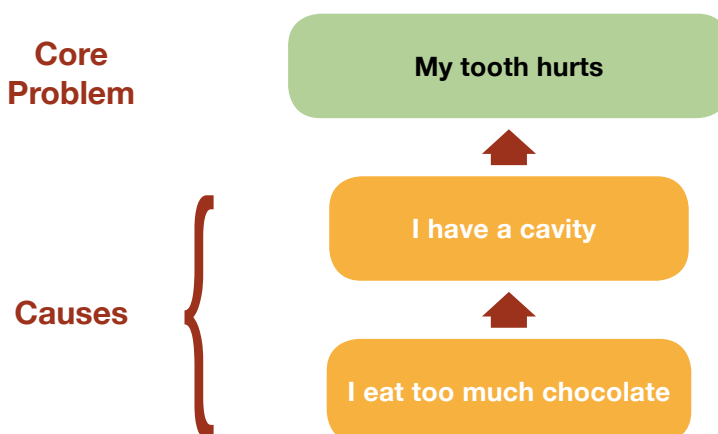 Core
Problem
My tooth hurts
I have a cavity
Causes
I eat too much chocolate